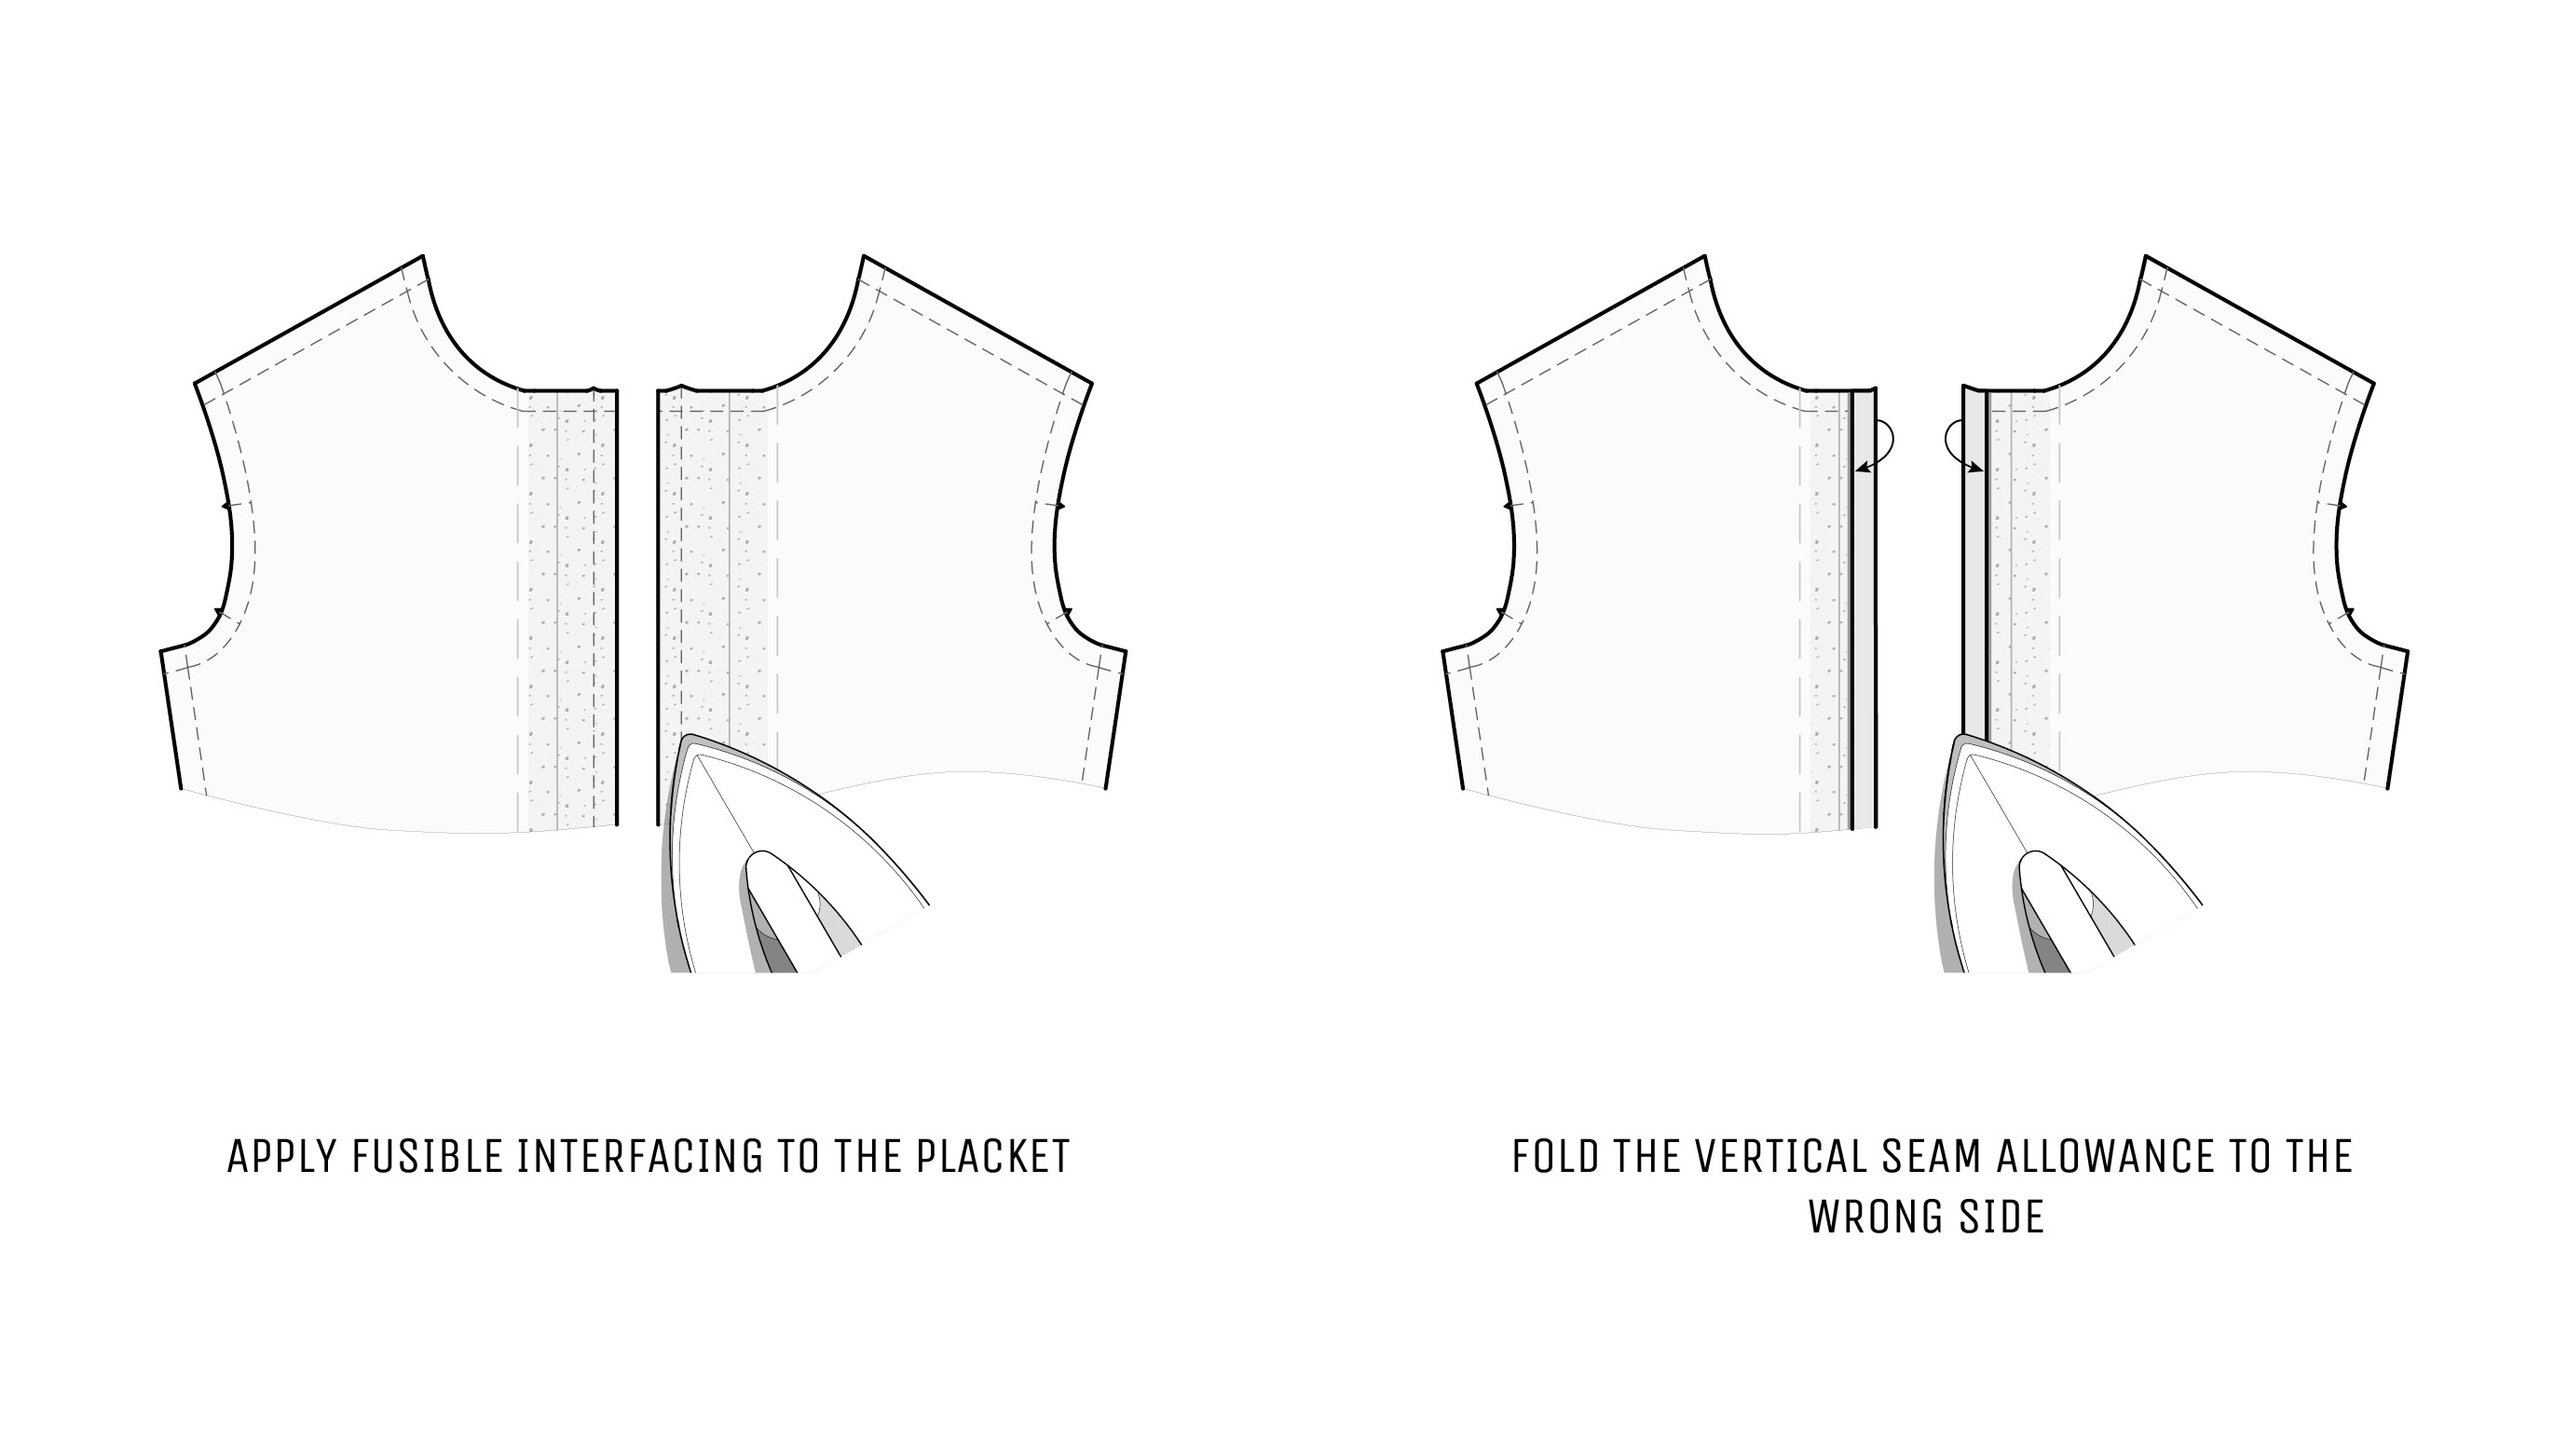 APPLY FUSIBLE INTERFACING TO THE PLACKET
FOLD THE VERTICAL SEAM ALLOWANCE TO THE
WRONG SIDE